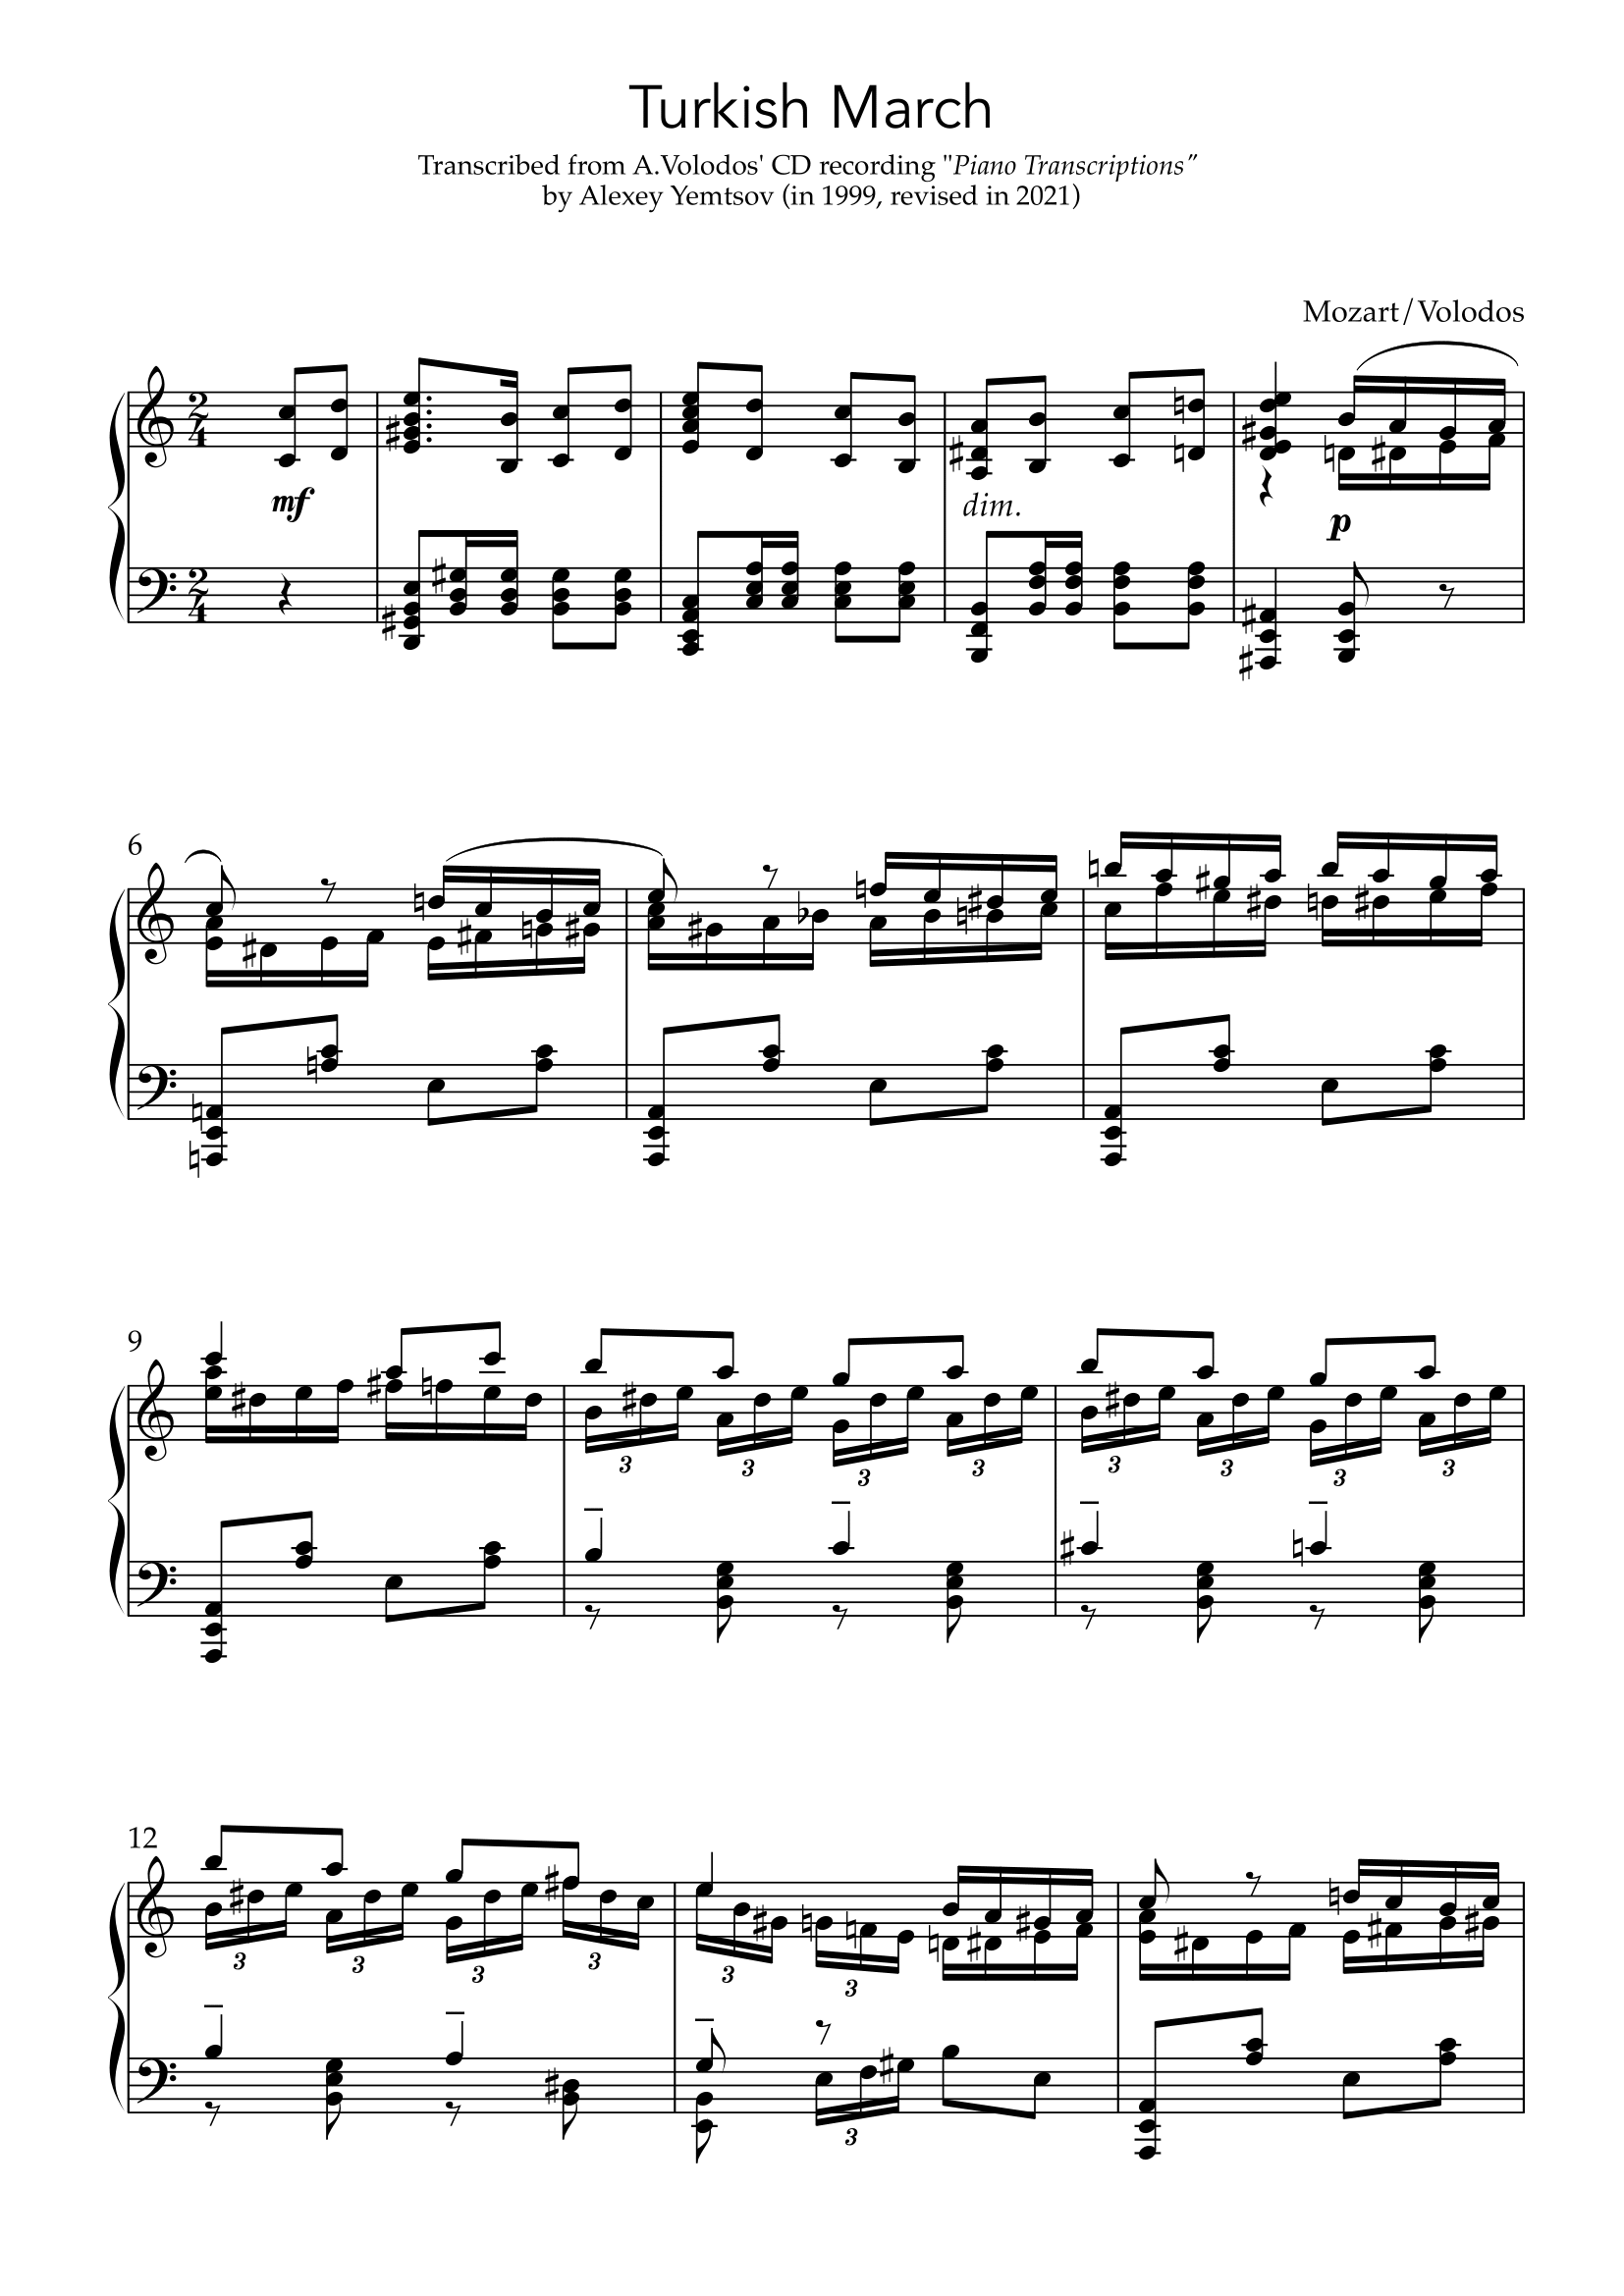 Turkish March
Transcribed from A.Volodos' CD recording "Piano Transcriptions"
by Alexey Yemtsov (in 1999, revised in 2021)
Mozart/Volodos
2
4
mf
dim.
p
2
4
6
9
3 3 3 3 3 3 3 3
12
3 3 3 3 3 3
3